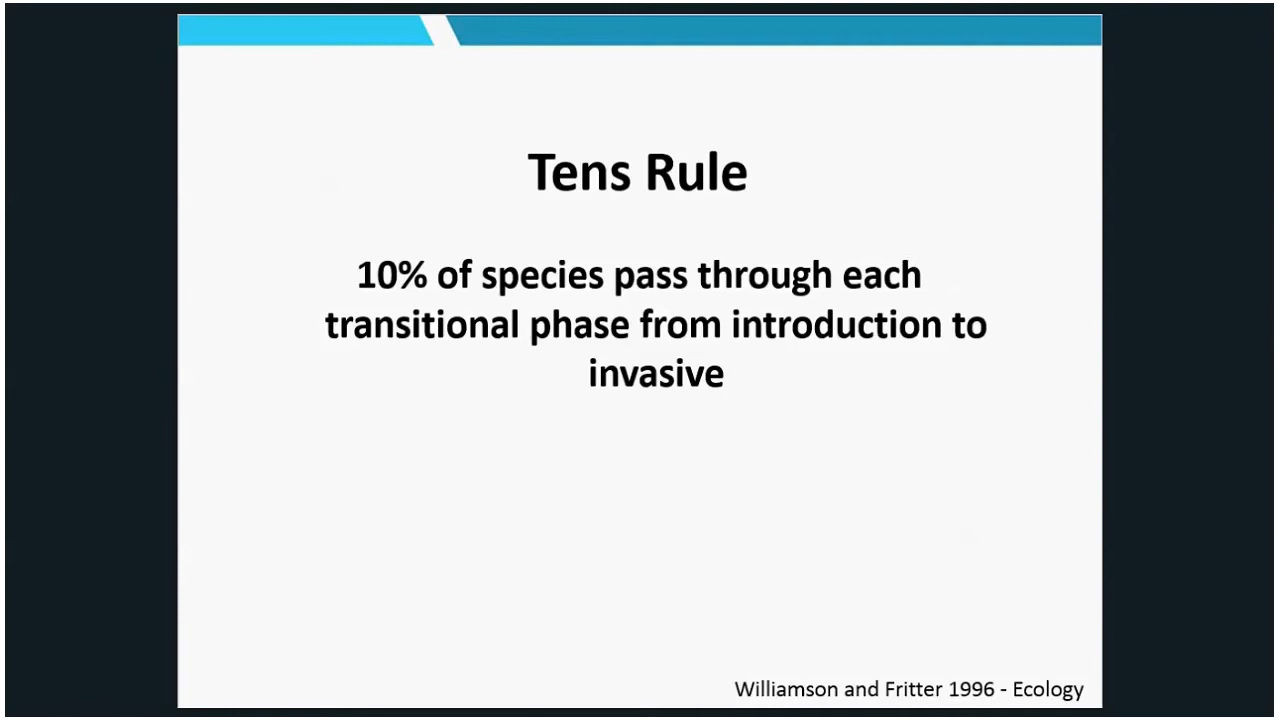 Tens Rule
10% of species pass through each
transitional phase from introduction to
invasive
Williamson and Fritter 1996 - Ecology